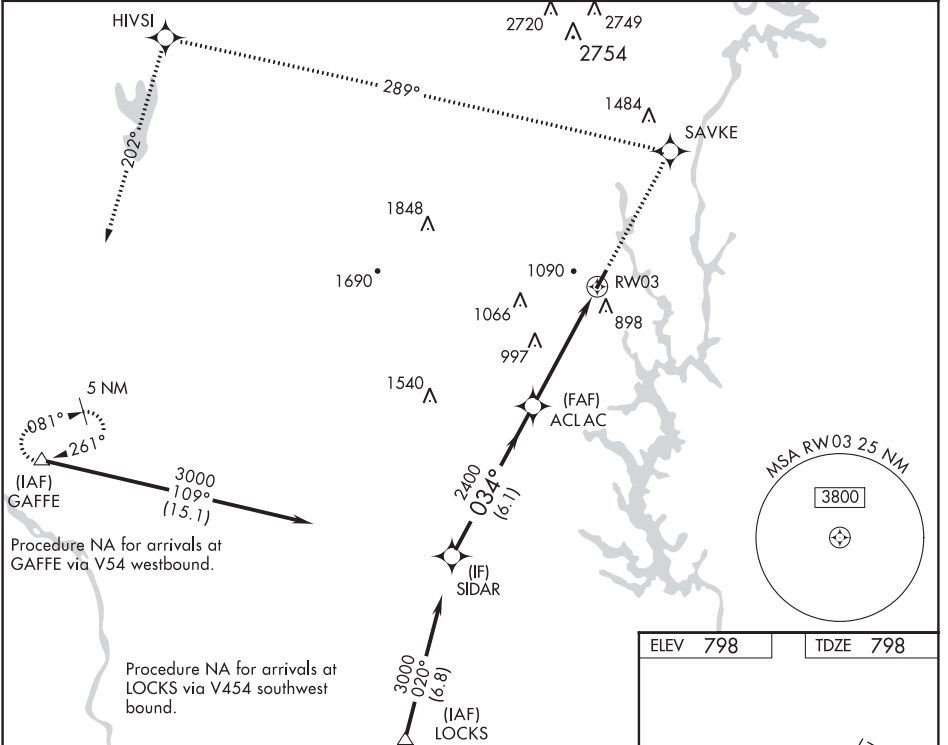 HIVSI
2720
2749
2754
289°
1484
SAVKE
202°
1848
1690
1090
RW03
1066
898
997
1540
(FAF)
ACLAC
5 NM
081°
261°
(IAF)
GAFFE
3000
109°
(15.1)
2400
034°
(6.1)
MSA RW03 25 NM
3800
Procedure NA for arrivals at
GAFFE via V54 westbound.
(IF)
SIDAR
Procedure NA for arrivals at
LOCKS via V454 southwest
bound.
3000
020°
(6.8)
(IAF)
LOCKS
ELEV 798
TDZE 798